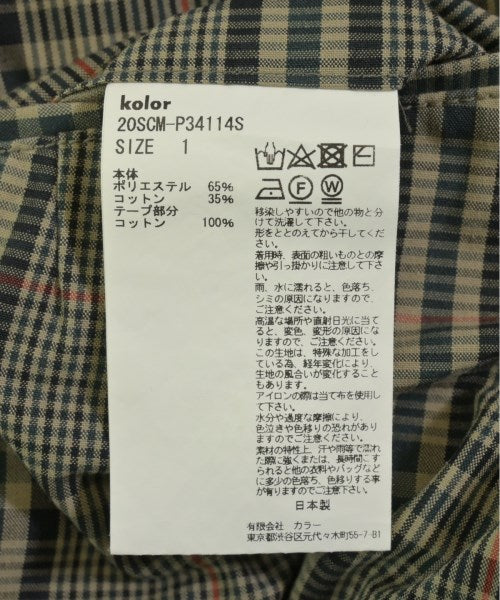 kolor
20SCM-P34114S
SIZE 1
本体
ポリエステル 65%
コットン 35%
テープ部分
コットン 100%
移染しやすいので他の物と分
けて洗濯して下さい。
形をととのえてから干してくだ
さい。
着用時、表面の粗いものとの摩
擦や引っ掛かりに注意して下さ
い。
雨、水に濡れると、色落ち、
シミの原因になりますので、
ご注意ください。
高温な場所や直射日光に当て
ると、変色、変形の原因にな
りますので、ご注意下さい。
この生地は、特殊な加工をし
ている為、経年変化により、
生地の風合いが変化すること
もあります。
アイロンの際は当て布を使用し
て下さい。
水分や過度な摩擦により、
色泣きや色移りの恐れがあり
ますのでご注意下さい。
素材の特性上、汗や雨等で濡れ
た際に強くまたは、長時間こす
られると他の衣料やバッグなど
に多少の色落ち、色移りする事
が有りますのでご注意下さい。
日本製
有限会社 カラー
東京都渋谷区元代々木町55-7-B1